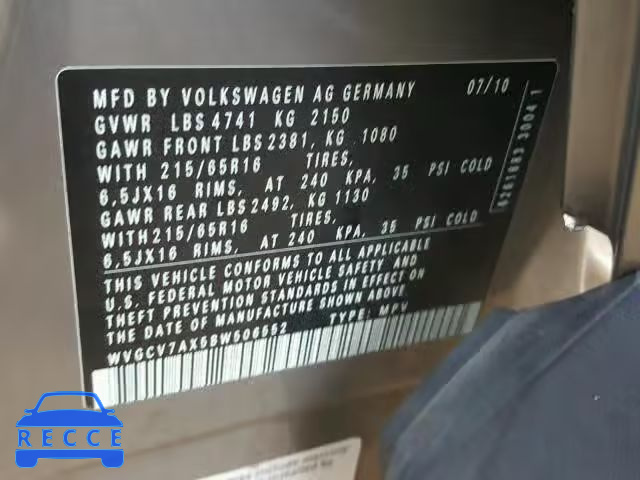 MFD BY VOLKSWAGEN AG GERMANY 07/10
GVWR LBS 4741 KG 2150
GAWR FRONT LBS 2381, KG 1080
WITH 215/65R16 TIRES,
6,5JX16 RIMS, AT 240 KPA, 35 PSI COLD
GAWR REAR LBS 2492, KG 1130
WITH 215/65R16 TIRES.
6,5JX16 RIMS, AT 240 KPA, 35 PSI COLD
THIS VEHICLE CONFORMS TO ALL APPLICABLE
U.S. FEDERAL MOTOR VEHICLE SAFETY AND
THEFT PREVENTION STANDARDS IN EFFECT ON
THE DATE OF MANUFACTURE SHOWN ABOVE
WVGCV7AX5BW506552 TYPE: MPV
3004 1
RECCE